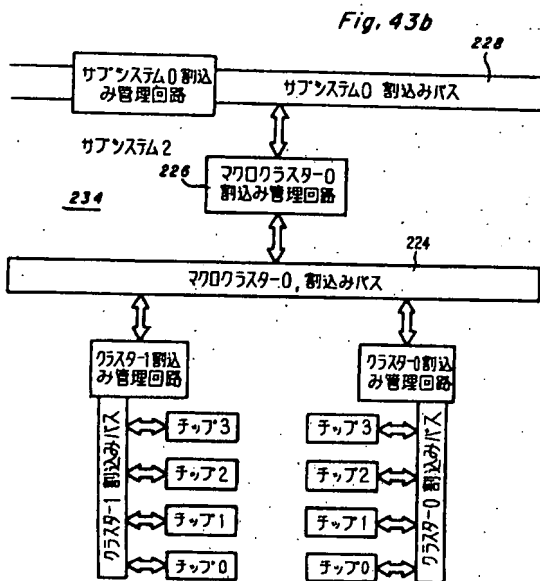 Fig. 43b
228
サブシステム0 割込
み管理回路
サブシステム0 割込みバス
サブシステム2
226
マクロクラスター0
割込み管理回路
234
224
マクロクラスター0, 割込みバス
クラスター1 割込
み管理回路
クラスター0 割込
み管理回路
クラスター1 割込みバス
チップ3
チップ2
チップ1
チップ0
チップ3
チップ2
チップ1
チップ0
クラスター0 割込みバス